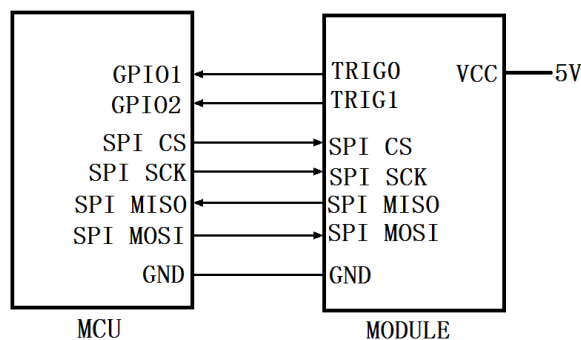 GPIO1
GPIO2
SPI CS
SPI SCK
SPI MISO
SPI MOSI
GND
MCU
TRIG0 VCC 5V
TRIG1
SPI CS
SPI SCK
SPI MISO
SPI MOSI
GND
MODULE